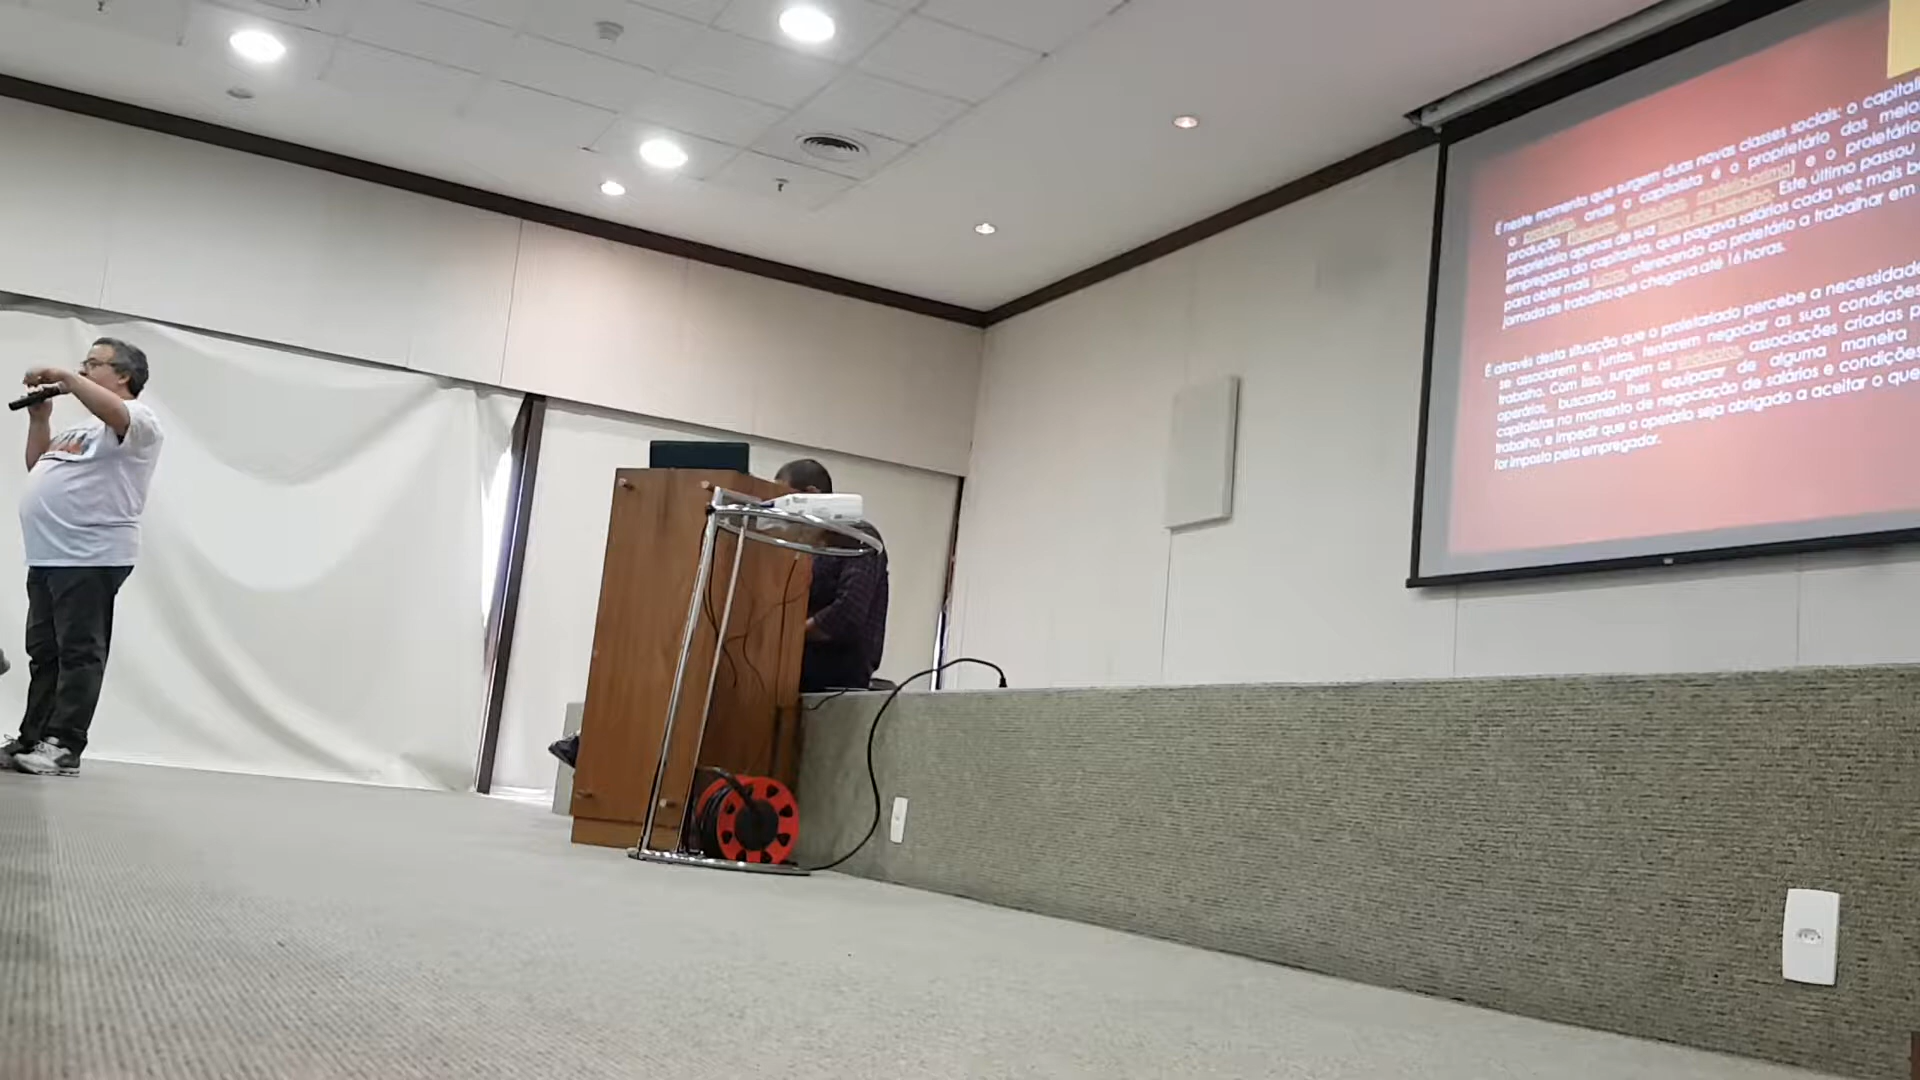 É neste momento que surgem duas novas classes sociais: o capitali
o proletário, onde o capitalista é o proprietário dos meio
produção (fábricas, máquinas, matéria-prima) e o proletário
proprietário apenas de sua força de trabalho. Este último passou
empregado do capitalista, que pagava salários cada vez mais b
para obter mais lucros, oferecendo ao proletário a trabalhar em
jornada de trabalho que chegava até 16 horas.
É através desta situação que o proletariado percebe a necessidade
se associarem e, juntos, tentarem negociar as suas condições
trabalho. Com isso, surgem os sindicatos, associações criadas p
operários, buscando lhes equiparar de alguma maneira
capitalistas no momento de negociação de salários e condições
trabalho, e impedir que o operário seja obrigado a aceitar o que
for imposto pelo empregador.